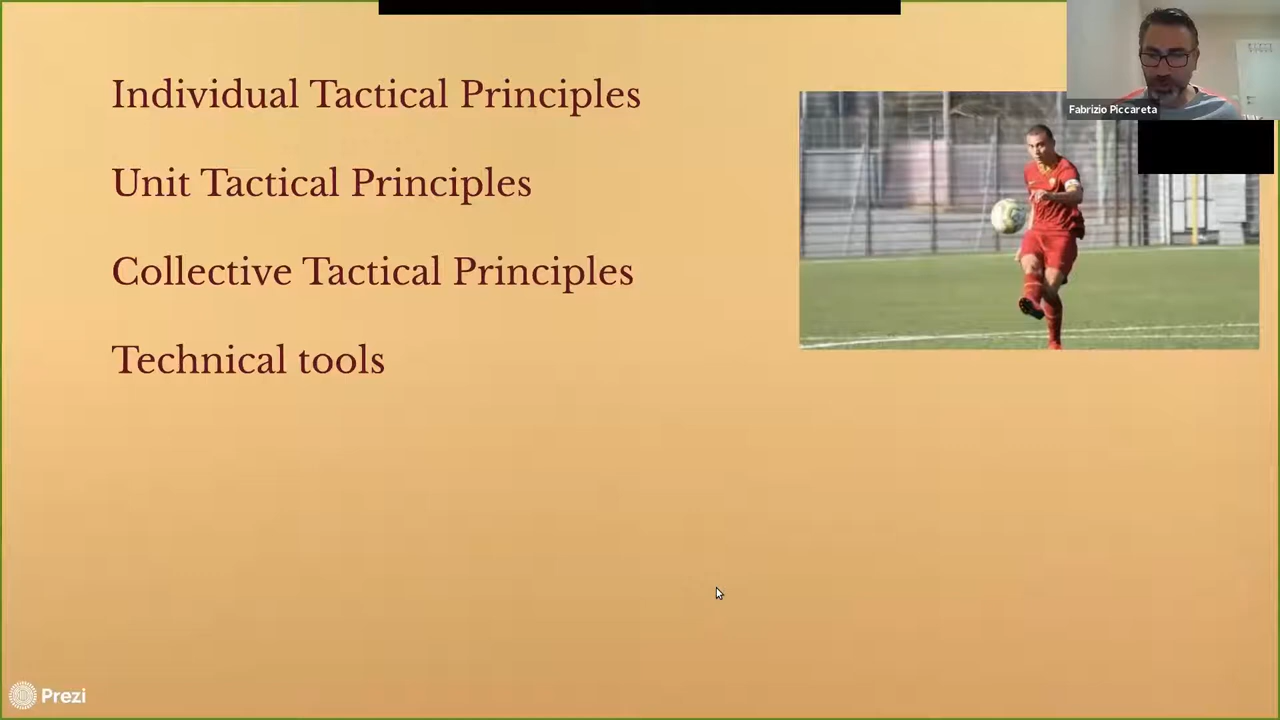 Individual Tactical Principles
Fabrizio Piccareta
Unit Tactical Principles
Collective Tactical Principles
Technical tools
Prezi